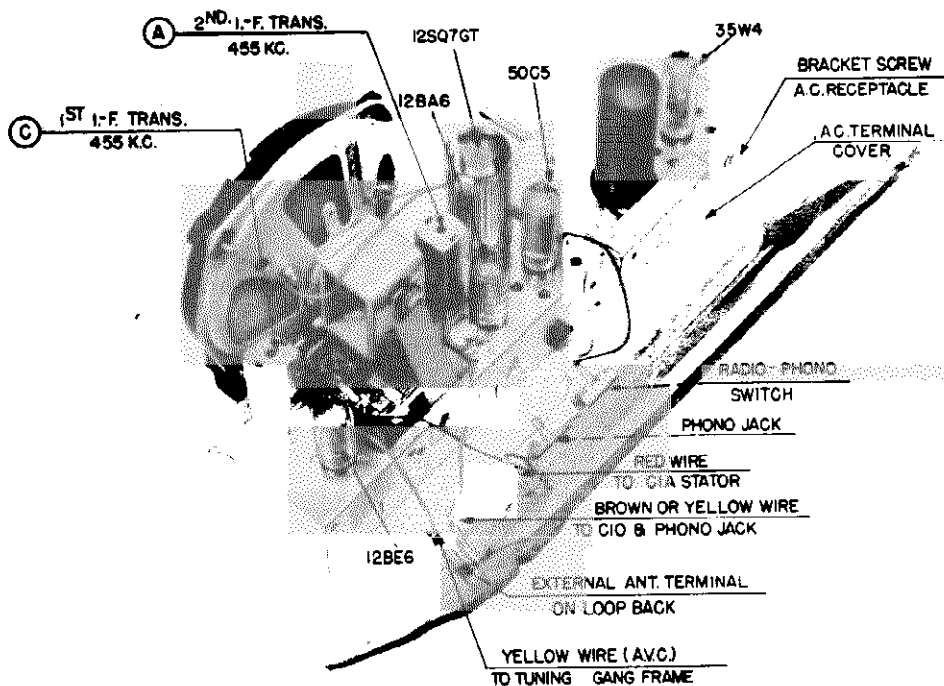 A
2ND. I.-F. TRANS.
455 KC.
12SQ7GT
35W4
50C5
BRACKET SCREW
A.C. RECEPTACLE
12BA6
C
1ST I.-F. TRANS.
455 KC.
A.C. TERMINAL
COVER
RADIO-PHONO
SWITCH
PHONO JACK
RED WIRE
TO C1A STATOR
BROWN OR YELLOW WIRE
TO C10 & PHONO JACK
12BE6
EXTERNAL ANT. TERMINAL
ON LOOP BACK
YELLOW WIRE (A.V.C.)
TO TUNING GANG FRAME